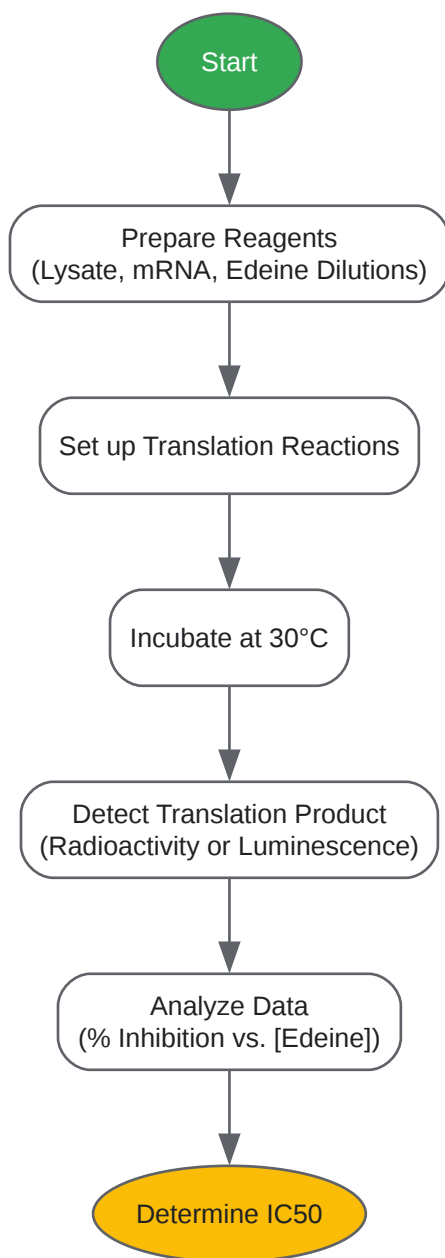 Start
Prepare Reagents
(Lysate, mRNA, Edeine Dilutions)
Set up Translation Reactions
Incubate at 30°C
Detect Translation Product
(Radioactivity or Luminescence)
Analyze Data
(% Inhibition vs. [Edeine])
Determine IC50